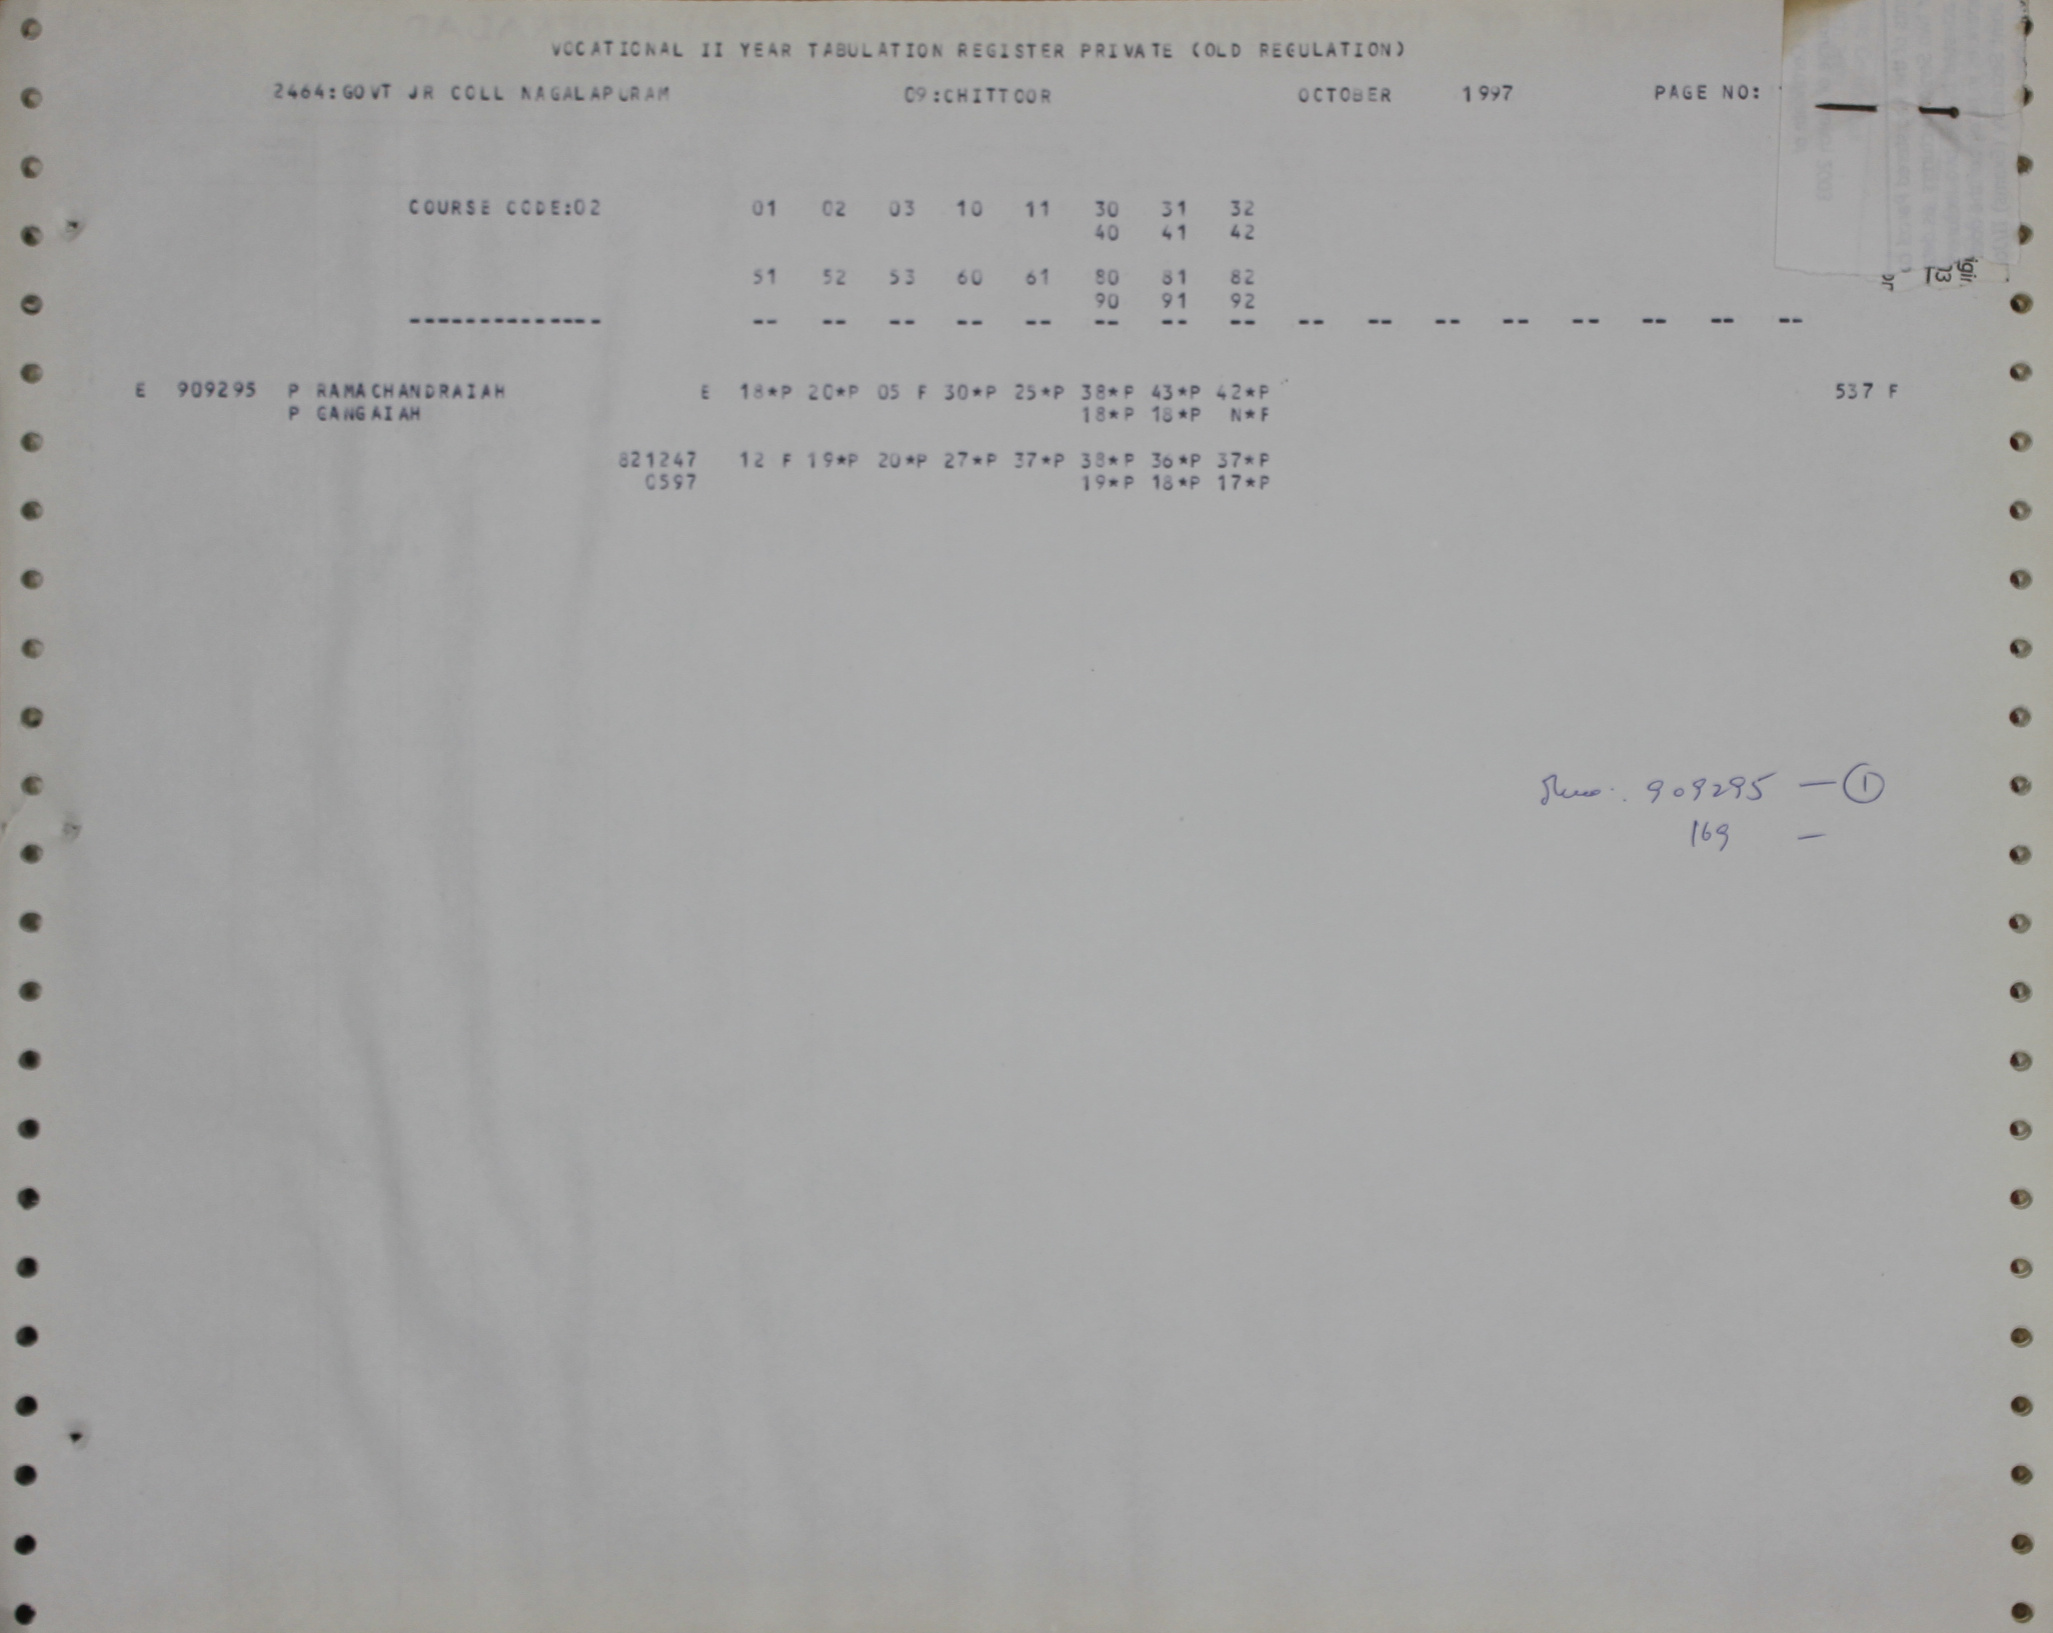 VOCATIONAL II YEAR TABULATION REGISTER PRIVATE (OLD REGULATION)
2464:GOVT JR COLL NAGALAPURAM 09:CHITTOOR OCTOBER 1997 PAGE NO:
COURSE CODE:02 01 02 03 10 11 30 31 32
40 41 42
51 52 53 60 61 80 81 82
90 91 92
-------------- -- -- -- -- -- -- -- -- -- -- -- -- -- -- -- --
E 909295 P RAMACHANDRAIAH E 18*P 20*P 05 F 30*P 25*P 38*P 43*P 42*P 537 F
P GANGAIAH 18*P 18*P N*F
821247 12 F 19*P 20*P 27*P 37*P 38*P 36*P 37*P
0597 19*P 18*P 17*P
909295 — 1
169 —